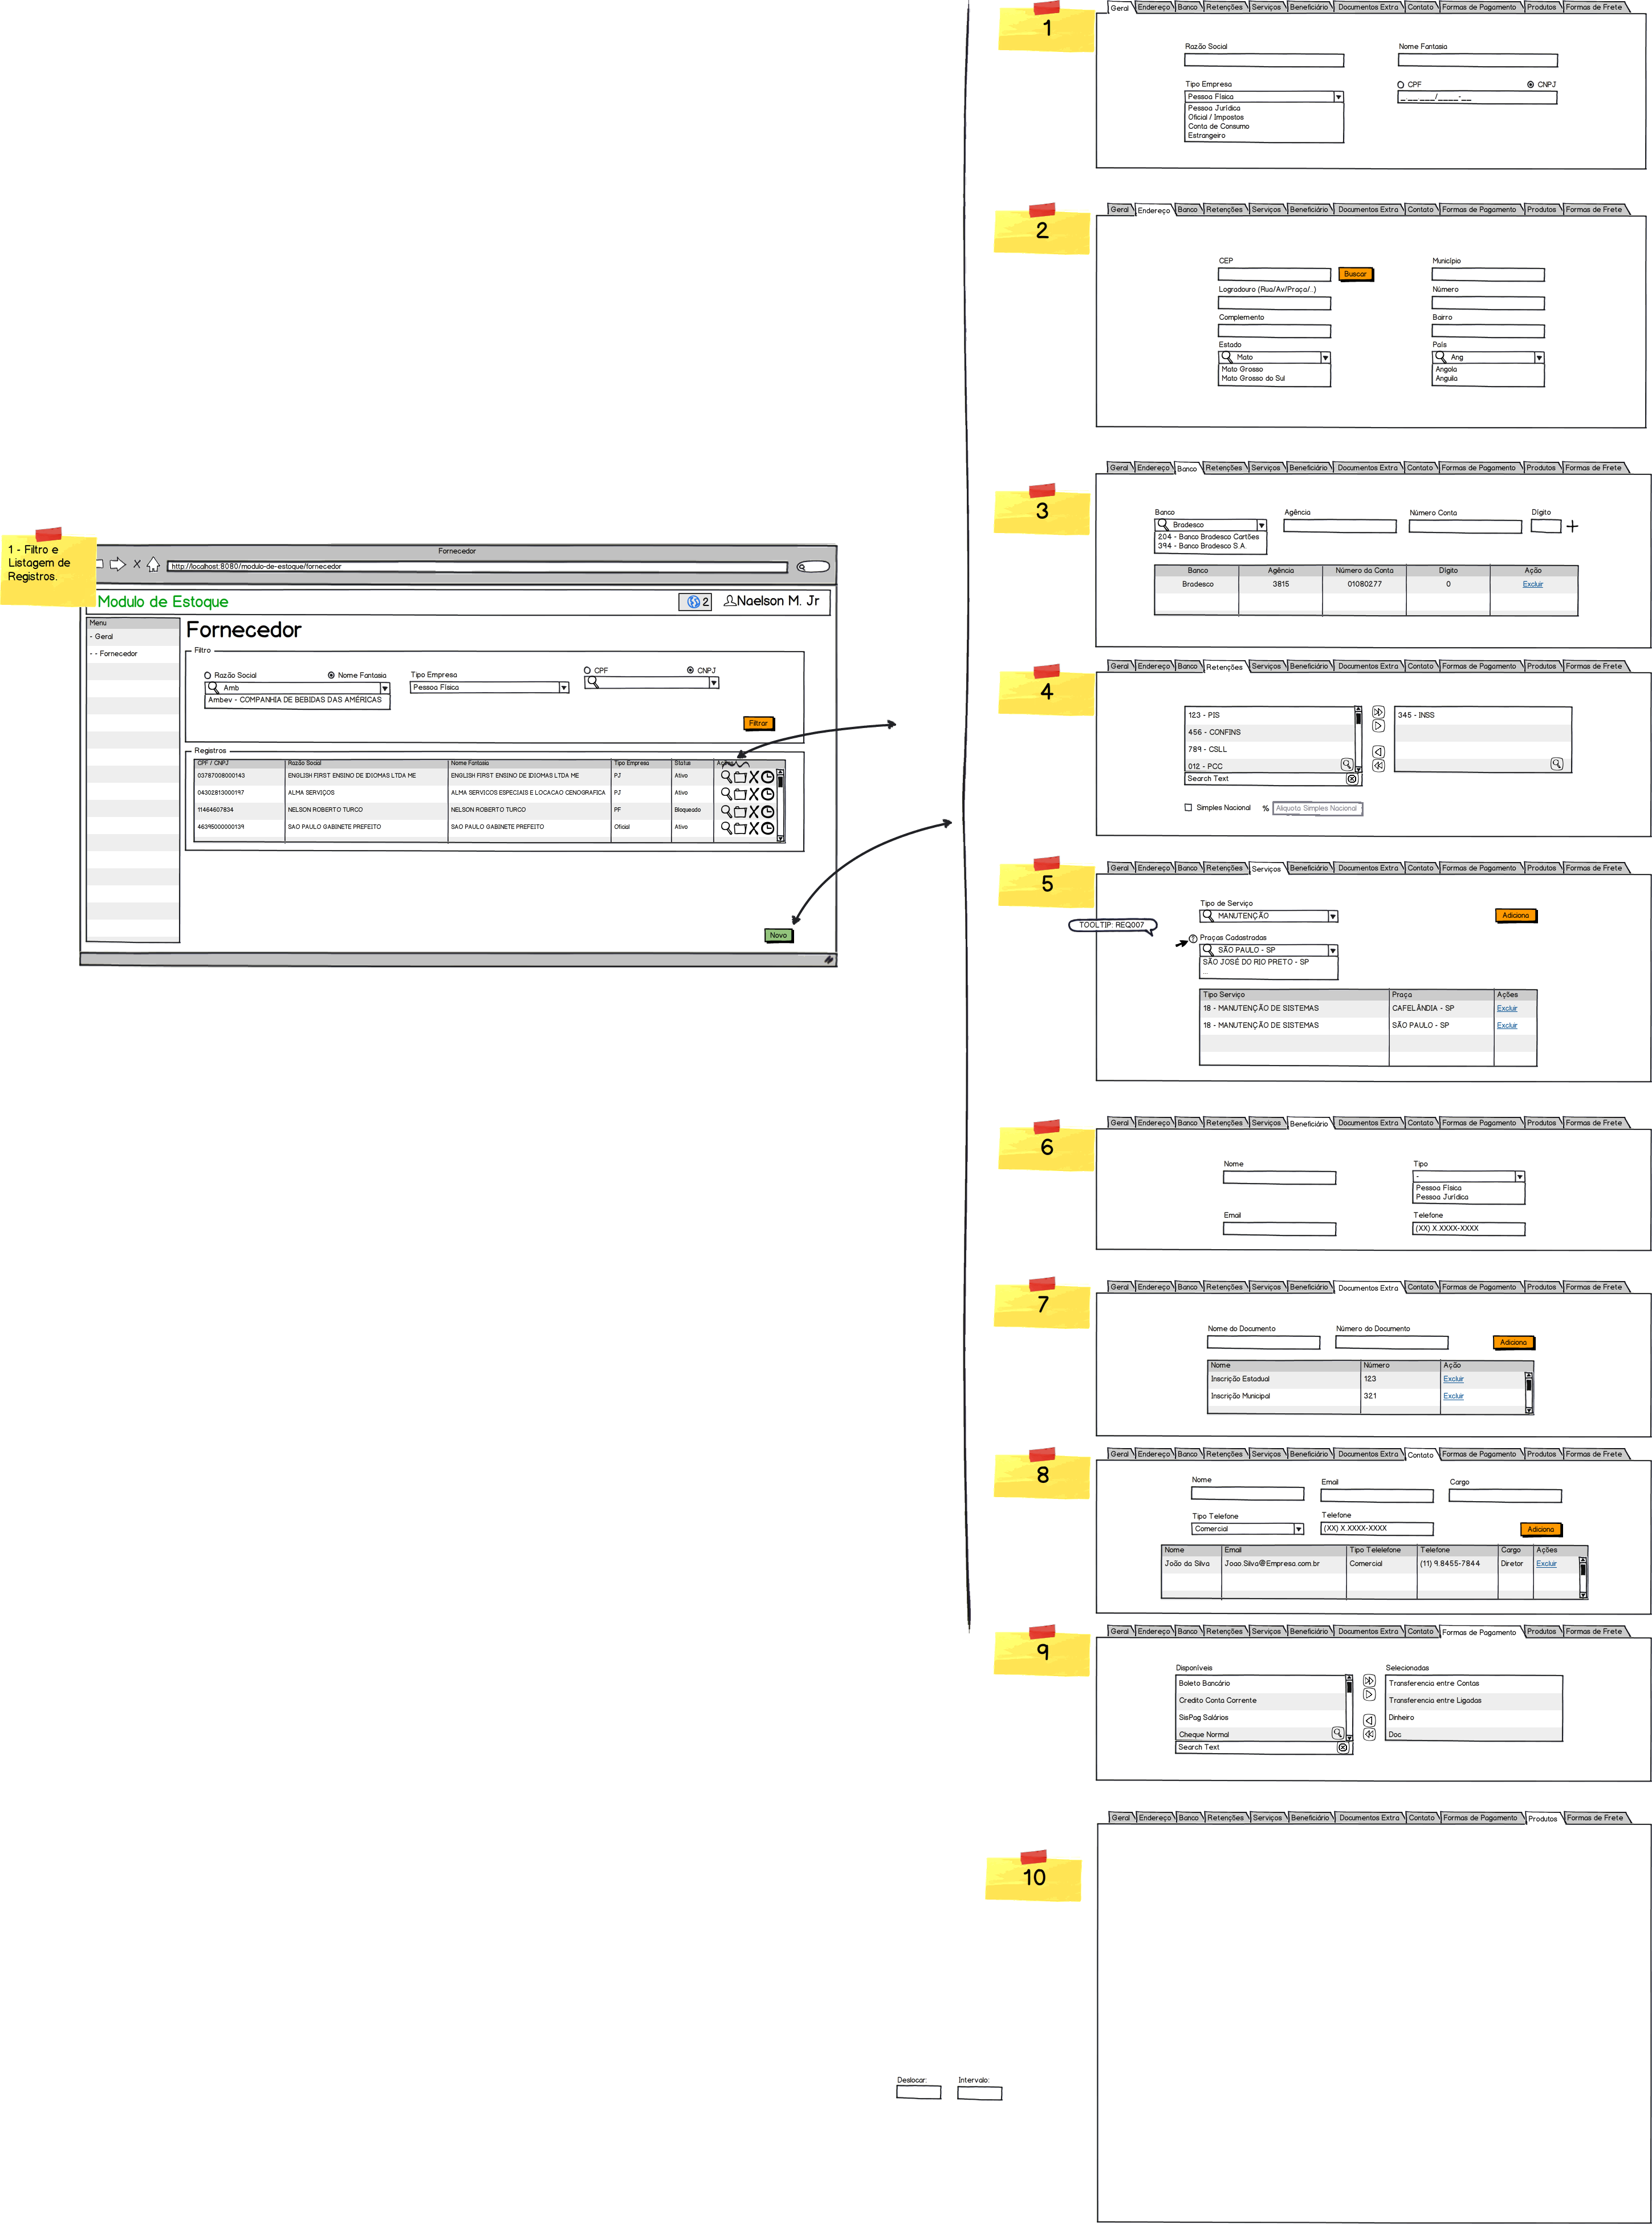 1 - Filtro e
Listagem de
Registros.
Fornecedor
http://localhost:8080/modulo-de-estoque/fornecedor
Modulo de Estoque
2
Naelson M. Jr
Menu
- Geral
- - Fornecedor
Fornecedor
Filtro
Razão Social
Nome Fantasia
Tipo Empresa
CPF
CNPJ
Amb
Pessoa Física
Ambev - COMPANHIA DE BEBIDAS DAS AMÉRICAS
Filtrar
Registros
CPF / CNPJ Razão Social Nome Fantasia Tipo Empresa Status
03787008000143 ENGLISH FIRST ENSINO DE IDIOMAS LTDA ME ENGLISH FIRST ENSINO DE IDIOMAS LTDA ME PJ Ativo
04302813000197 ALMA SERVIÇOS ALMA SERVICOS ESPECIAIS E LOCACAO CENOGRAFICA PJ Ativo
11464607834 NELSON ROBERTO TURCO NELSON ROBERTO TURCO PF Bloqueado
46395000000139 SAO PAULO GABINETE PREFEITO SAO PAULO GABINETE PREFEITO Oficial Ativo
Novo
1
Geral Endereço Banco Retenções Serviços Beneficiário Documentos Extra Contato Formas de Pagamento Produtos Formas de Frete
Razão Social Nome Fantasia
Tipo Empresa CPF CNPJ
Pessoa Física _.__.___/____-__
Pessoa Jurídica
Oficial / Impostos
Conta de Consumo
Estrangeiro
2
Geral Endereço Banco Retenções Serviços Beneficiário Documentos Extra Contato Formas de Pagamento Produtos Formas de Frete
CEP Buscar Município
Logradouro (Rua/Av/Praça/..) Número
Complemento Bairro
Estado País
Mato Ang
Mato Grosso Angola
Mato Grosso do Sul Anguila
3
Geral Endereço Banco Retenções Serviços Beneficiário Documentos Extra Contato Formas de Pagamento Produtos Formas de Frete
Banco Agência Número Conta Dígito
Bradesco
204 - Banco Bradesco Cartões
394 - Banco Bradesco S.A.
Banco Agência Número da Conta Dígito Ação
Bradesco 3815 01080277 0 Excluir
4
Geral Endereço Banco Retenções Serviços Beneficiário Documentos Extra Contato Formas de Pagamento Produtos Formas de Frete
123 - PIS 345 - INSS
456 - CONFINS
789 - CSLL
012 - PCC
Search Text
Simples Nacional % Aliquota Simples Nacional
5
Geral Endereço Banco Retenções Serviços Beneficiário Documentos Extra Contato Formas de Pagamento Produtos Formas de Frete
Tipo de Serviço
MANUTENÇÃO Adiciona
TOOLTIP: REQ007
? Praças Cadastradas
SÃO PAULO - SP
SÃO JOSÉ DO RIO PRETO - SP
...
Tipo Serviço Praça Ações
18 - MANUTENÇÃO DE SISTEMAS CAFELÂNDIA - SP Excluir
18 - MANUTENÇÃO DE SISTEMAS SÃO PAULO - SP Excluir
6
Geral Endereço Banco Retenções Serviços Beneficiário Documentos Extra Contato Formas de Pagamento Produtos Formas de Frete
Nome Tipo
-
Pessoa Física
Pessoa Jurídica
Email Telefone
(XX) X.XXXX-XXXX
7
Geral Endereço Banco Retenções Serviços Beneficiário Documentos Extra Contato Formas de Pagamento Produtos Formas de Frete
Nome do Documento Número do Documento
Adiciona
Nome Número Ação
Inscrição Estadual 123 Excluir
Inscrição Municipal 321 Excluir
8
Geral Endereço Banco Retenções Serviços Beneficiário Documentos Extra Contato Formas de Pagamento Produtos Formas de Frete
Nome Email Cargo
Tipo Telefone Telefone
Comercial (XX) X.XXXX-XXXX Adiciona
Nome Email Tipo Telelefone Telefone Cargo Ações
João da Silva Joao.Silva@Empresa.com.br Comercial (11) 9.8455-7844 Diretor Excluir
9
Geral Endereço Banco Retenções Serviços Beneficiário Documentos Extra Contato Formas de Pagamento Produtos Formas de Frete
Disponíveis Selecionadas
Boleto Bancário Transferencia entre Contas
Credito Conta Corrente Transferencia entre Ligadas
SisPag Salários Dinheiro
Cheque Normal Doc
Search Text
10
Geral Endereço Banco Retenções Serviços Beneficiário Documentos Extra Contato Formas de Pagamento Produtos Formas de Frete
Deslocar: Intervalo: